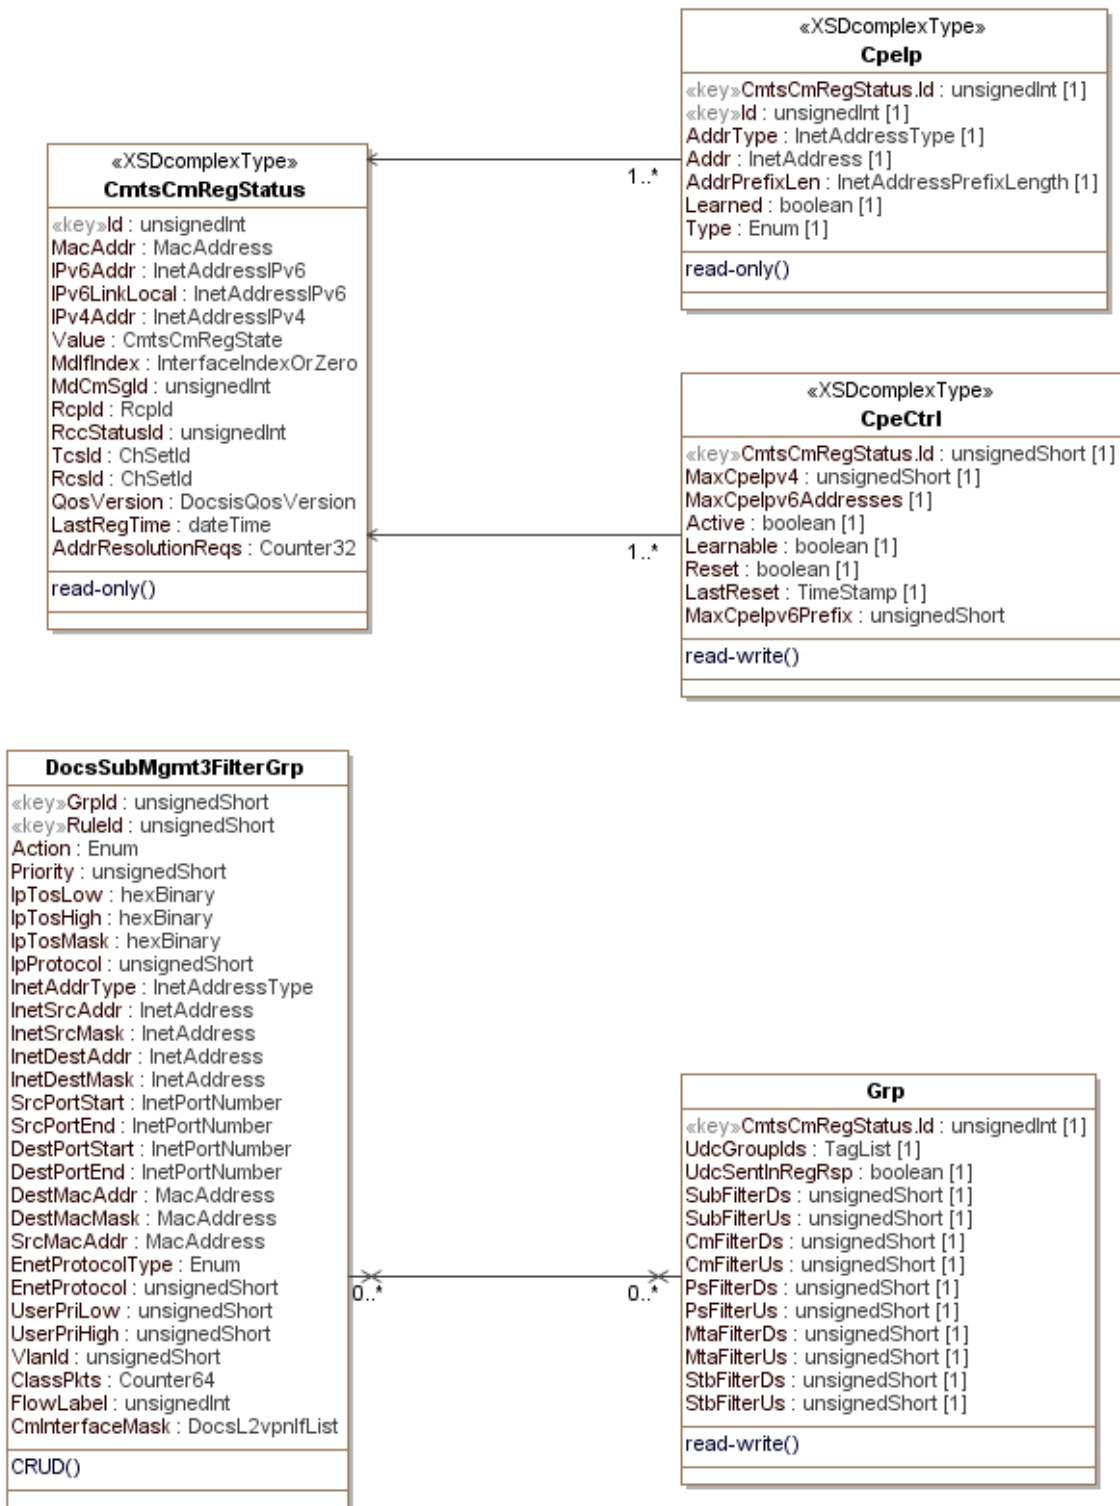 «XSDcomplexType»
CpeIp
«key»CmtsCmRegStatus.Id : unsignedInt [1]
«key»Id : unsignedInt [1]
AddrType : InetAddressType [1]
Addr : InetAddress [1]
AddrPrefixLen : InetAddressPrefixLength [1]
Learned : boolean [1]
Type : Enum [1]
read-only()
1..*
«XSDcomplexType»
CmtsCmRegStatus
«key»Id : unsignedInt
MacAddr : MacAddress
IPv6Addr : InetAddressIPv6
IPv6LinkLocal : InetAddressIPv6
IPv4Addr : InetAddressIPv4
Value : CmtsCmRegState
MdIfIndex : InterfaceIndexOrZero
MdCmSgId : unsignedInt
RcpId : RcpId
RccStatusId : unsignedInt
TcsId : ChSetId
RcsId : ChSetId
QosVersion : DocsisQosVersion
LastRegTime : dateTime
AddrResolutionReqs : Counter32
read-only()
1..*
«XSDcomplexType»
CpeCtrl
«key»CmtsCmRegStatus.Id : unsignedShort [1]
MaxCpeIpv4 : unsignedShort [1]
MaxCpeIpv6Addresses [1]
Active : boolean [1]
Learnable : boolean [1]
Reset : boolean [1]
LastReset : TimeStamp [1]
MaxCpeIpv6Prefix : unsignedShort
read-write()
DocsSubMgmt3FilterGrp
«key»GrpId : unsignedShort
«key»RuleId : unsignedShort
Action : Enum
Priority : unsignedShort
IpTosLow : hexBinary
IpTosHigh : hexBinary
IpTosMask : hexBinary
IpProtocol : unsignedShort
InetAddrType : InetAddressType
InetSrcAddr : InetAddress
InetSrcMask : InetAddress
InetDestAddr : InetAddress
InetDestMask : InetAddress
SrcPortStart : InetPortNumber
SrcPortEnd : InetPortNumber
DestPortStart : InetPortNumber
DestPortEnd : InetPortNumber
DestMacAddr : MacAddress
DestMacMask : MacAddress
SrcMacAddr : MacAddress
EnetProtocolType : Enum
EnetProtocol : unsignedShort
UserPriLow : unsignedShort
UserPriHigh : unsignedShort
VlanId : unsignedShort
ClassPkts : Counter64
FlowLabel : unsignedInt
CmInterfaceMask : DocsL2vpnIfList
CRUD()
0..*
0..*
Grp
«key»CmtsCmRegStatus.Id : unsignedInt [1]
UdcGroupIds : TagList [1]
UdcSentInRegRsp : boolean [1]
SubFilterDs : unsignedShort [1]
SubFilterUs : unsignedShort [1]
CmFilterDs : unsignedShort [1]
CmFilterUs : unsignedShort [1]
PsFilterDs : unsignedShort [1]
PsFilterUs : unsignedShort [1]
MtaFilterDs : unsignedShort [1]
MtaFilterUs : unsignedShort [1]
StbFilterDs : unsignedShort [1]
StbFilterUs : unsignedShort [1]
read-write()